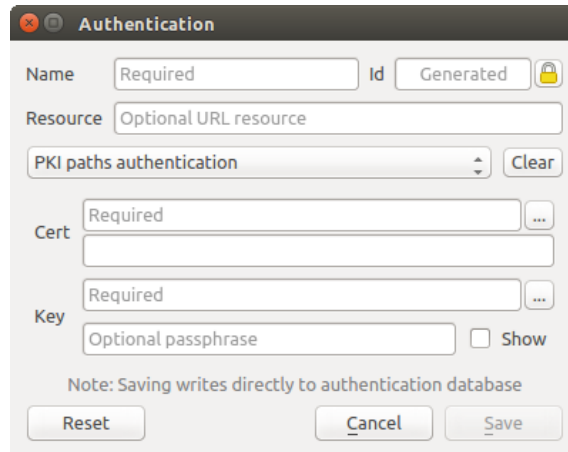 Authentication
Name Required Id Generated
Resource Optional URL resource
PKI paths authentication Clear
Cert Required ...
Key Required ...
Optional passphrase Show
Note: Saving writes directly to authentication database
Reset Cancel Save